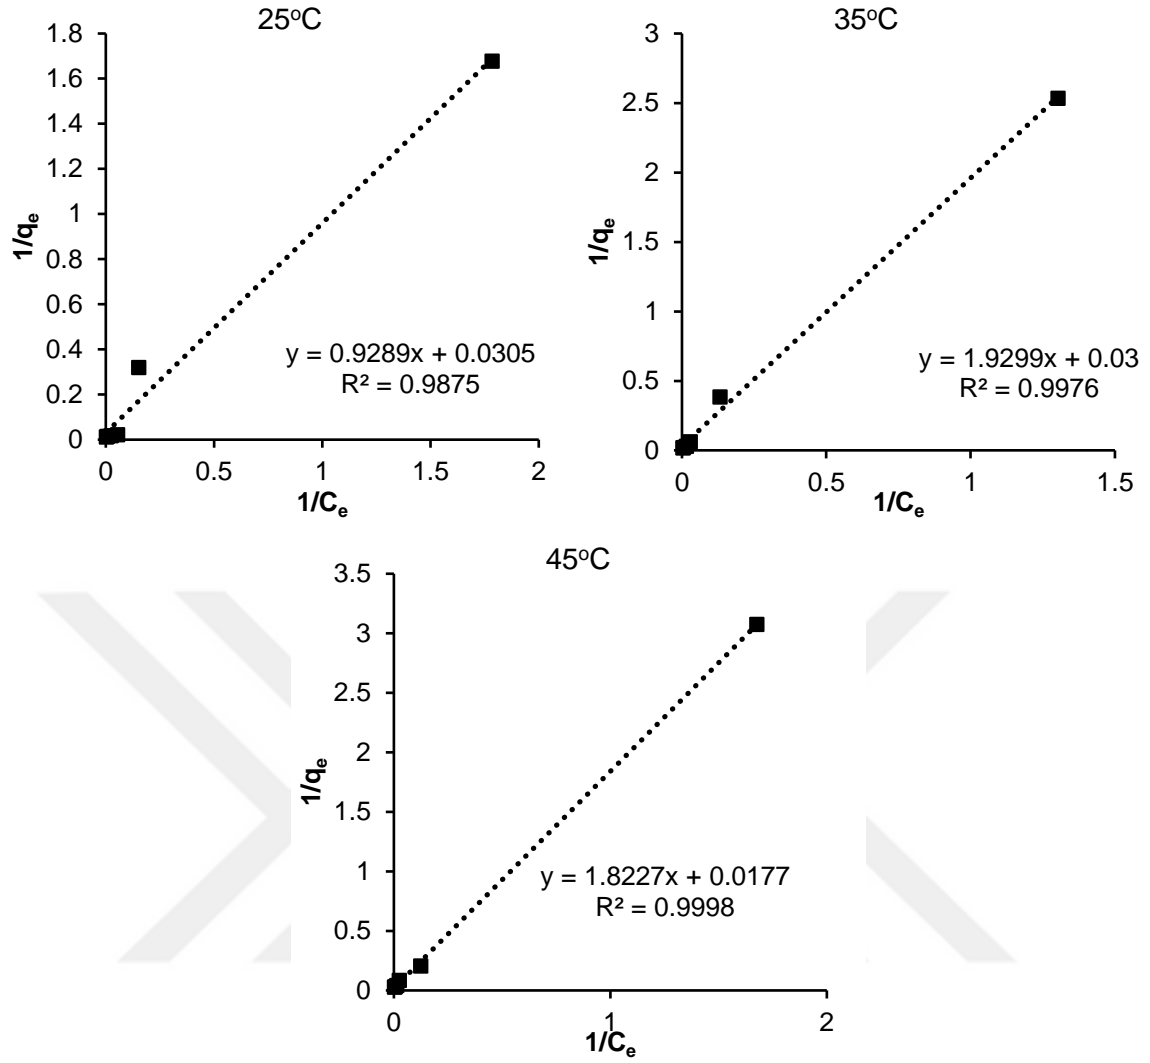 25°C
1.8
1.6
1.4
1.2
1
0.8
0.6
0.4
0.2
0
1/qe
y = 0.9289x + 0.0305
R² = 0.9875
0 0.5 1 1.5 2
1/Ce
35°C
3
2.5
2
1.5
1
0.5
0
1/qe
y = 1.9299x + 0.03
R² = 0.9976
0 0.5 1 1.5
1/Ce
45°C
3.5
3
2.5
2
1.5
1
0.5
0
1/qe
y = 1.8227x + 0.0177
R² = 0.9998
0 1 2
1/Ce